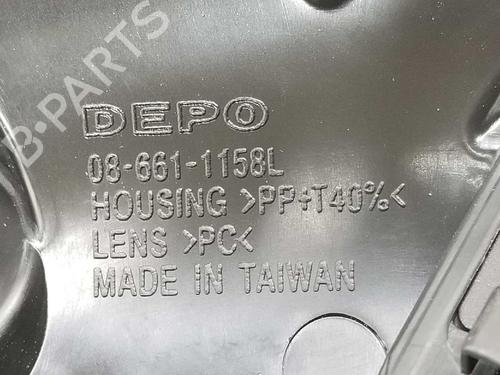 B-PARTS
DEPO
08-661-1158L
HOUSING >PP+T40%<
LENS >PC<
MADE IN TAIWAN